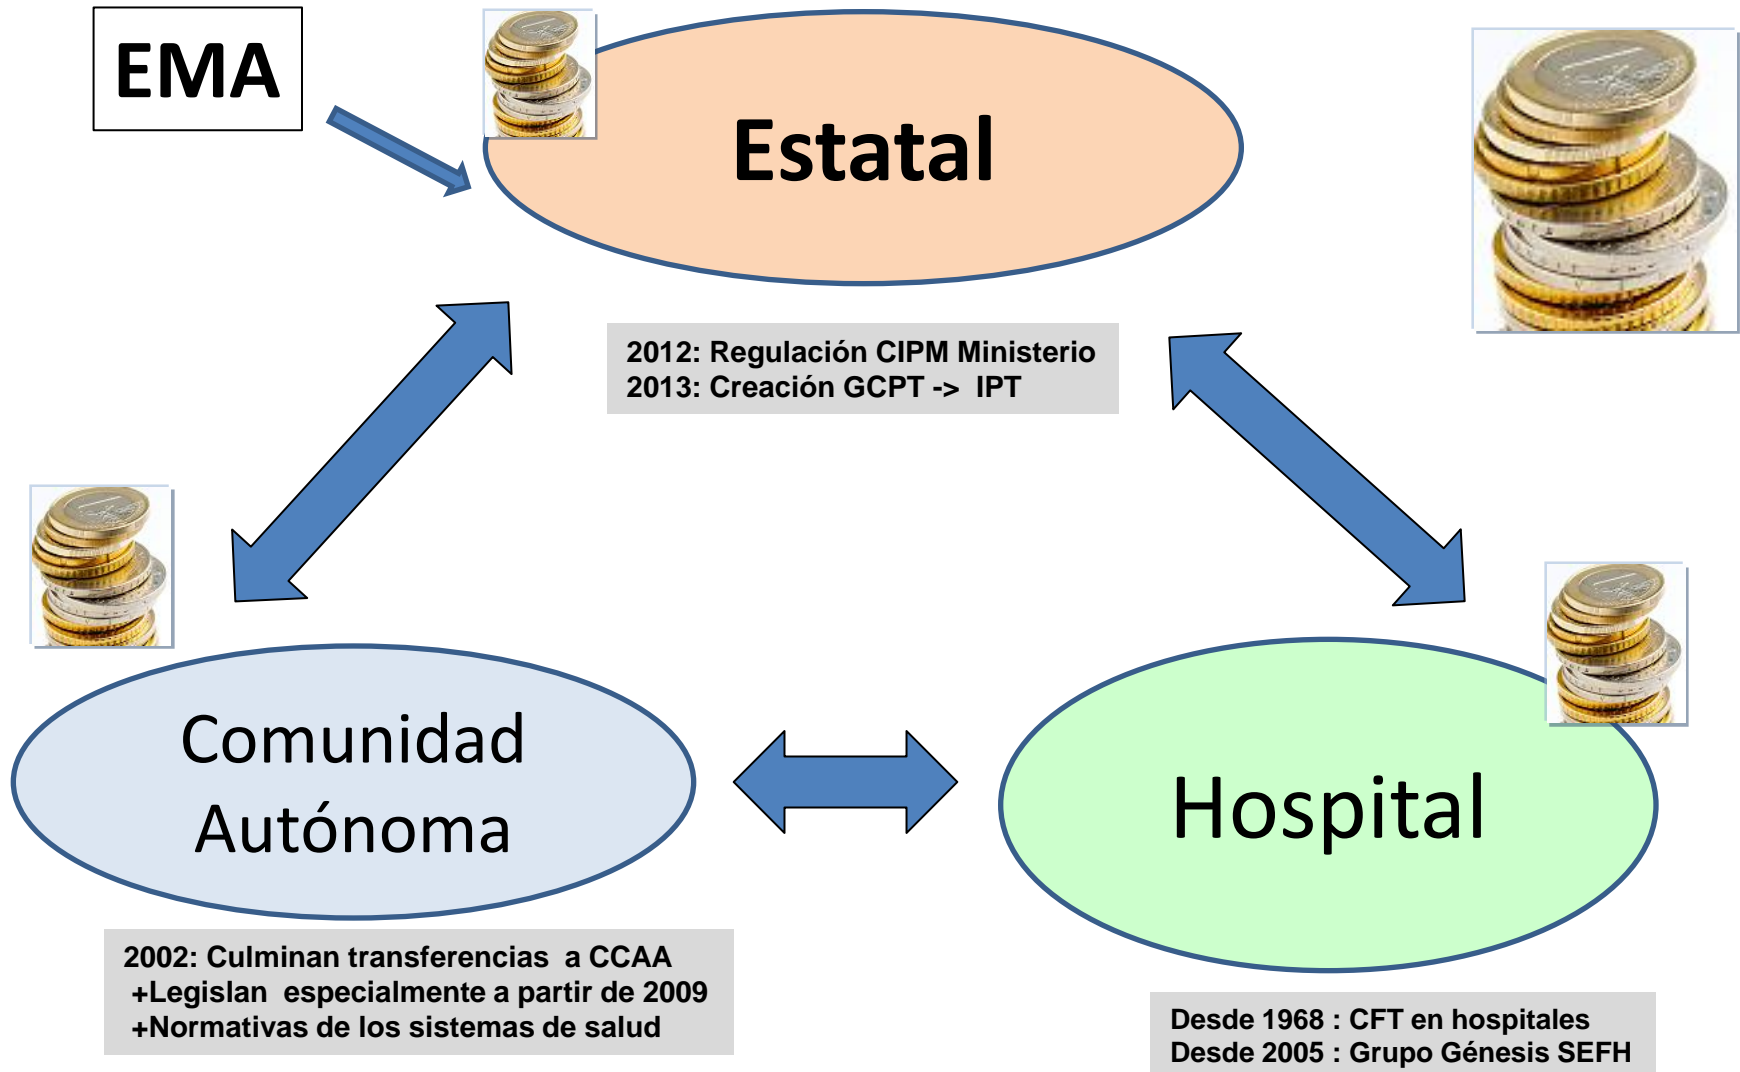 EMA
Estatal
2012: Regulación CIPM Ministerio
2013: Creación GCPT -> IPT
Comunidad
Autónoma
Hospital
2002: Culminan transferencias a CCAA
+Legislan especialmente a partir de 2009
+Normativas de los sistemas de salud
Desde 1968 : CFT en hospitales
Desde 2005 : Grupo Génesis SEFH